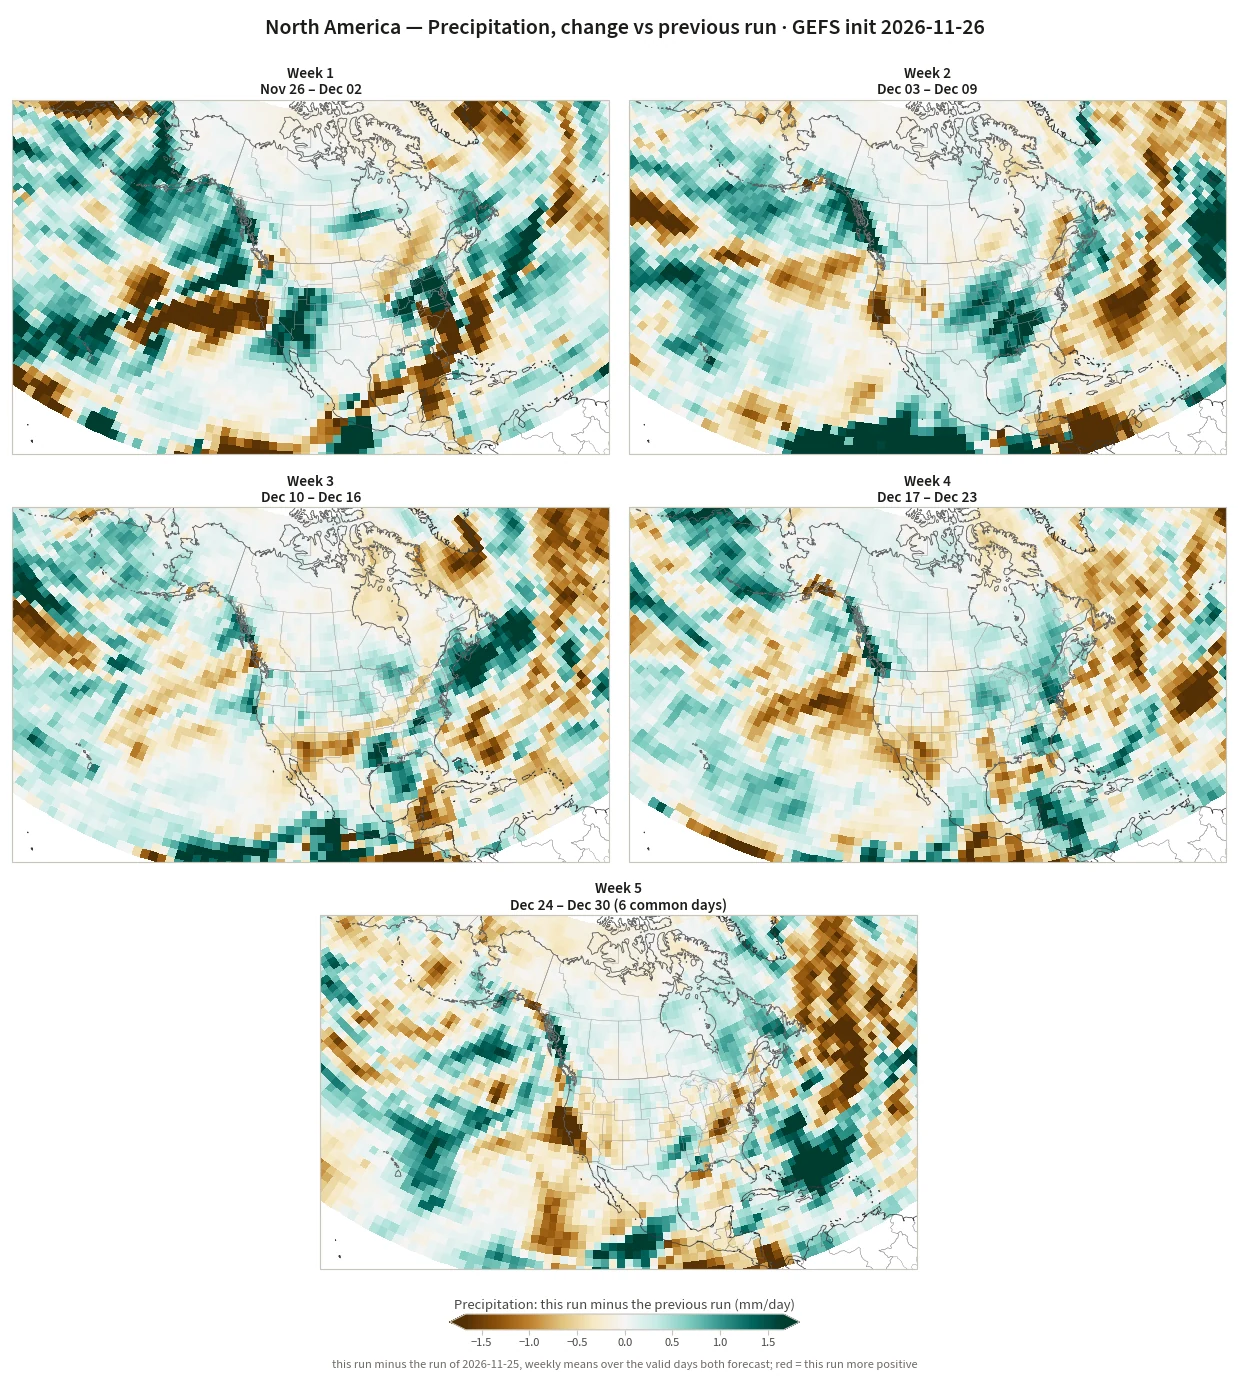 North America — Precipitation, change vs previous run · GEFS init 2026-11-26
Week 1
Nov 26 – Dec 02
Week 2
Dec 03 – Dec 09
Week 3
Dec 10 – Dec 16
Week 4
Dec 17 – Dec 23
Week 5
Dec 24 – Dec 30 (6 common days)
Precipitation: this run minus the previous run (mm/day)
−1.5 −1.0 −0.5 0.0 0.5 1.0 1.5
this run minus the run of 2026-11-25, weekly means over the valid days both forecast; red = this run more positive